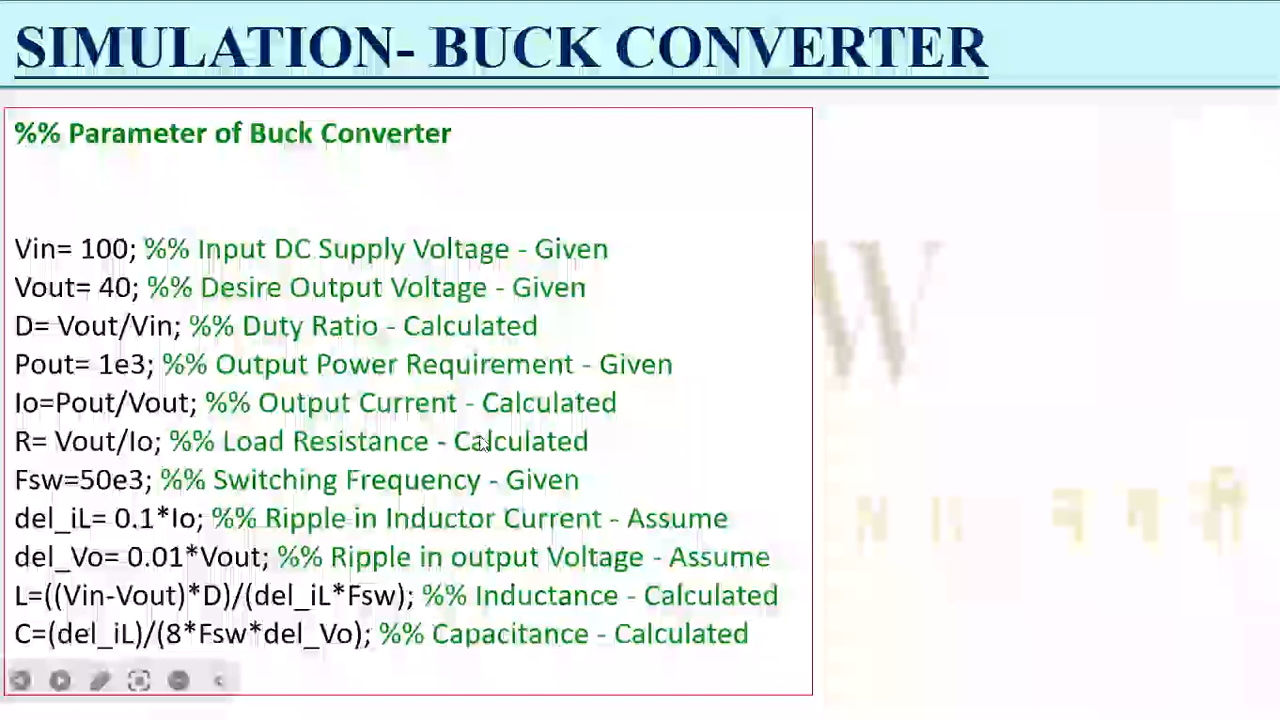 SIMULATION- BUCK CONVERTER
%% Parameter of Buck Converter
Vin= 100; %% Input DC Supply Voltage - Given
Vout= 40; %% Desire Output Voltage - Given
D= Vout/Vin; %% Duty Ratio - Calculated
Pout= 1e3; %% Output Power Requirement - Given
Io=Pout/Vout; %% Output Current - Calculated
R= Vout/Io; %% Load Resistance - Calculated
Fsw=50e3; %% Switching Frequency - Given
del_iL= 0.1*Io; %% Ripple in Inductor Current - Assume
del_Vo= 0.01*Vout; %% Ripple in output Voltage - Assume
L=((Vin-Vout)*D)/(del_iL*Fsw); %% Inductance - Calculated
C=(del_iL)/(8*Fsw*del_Vo); %% Capacitance - Calculated
W